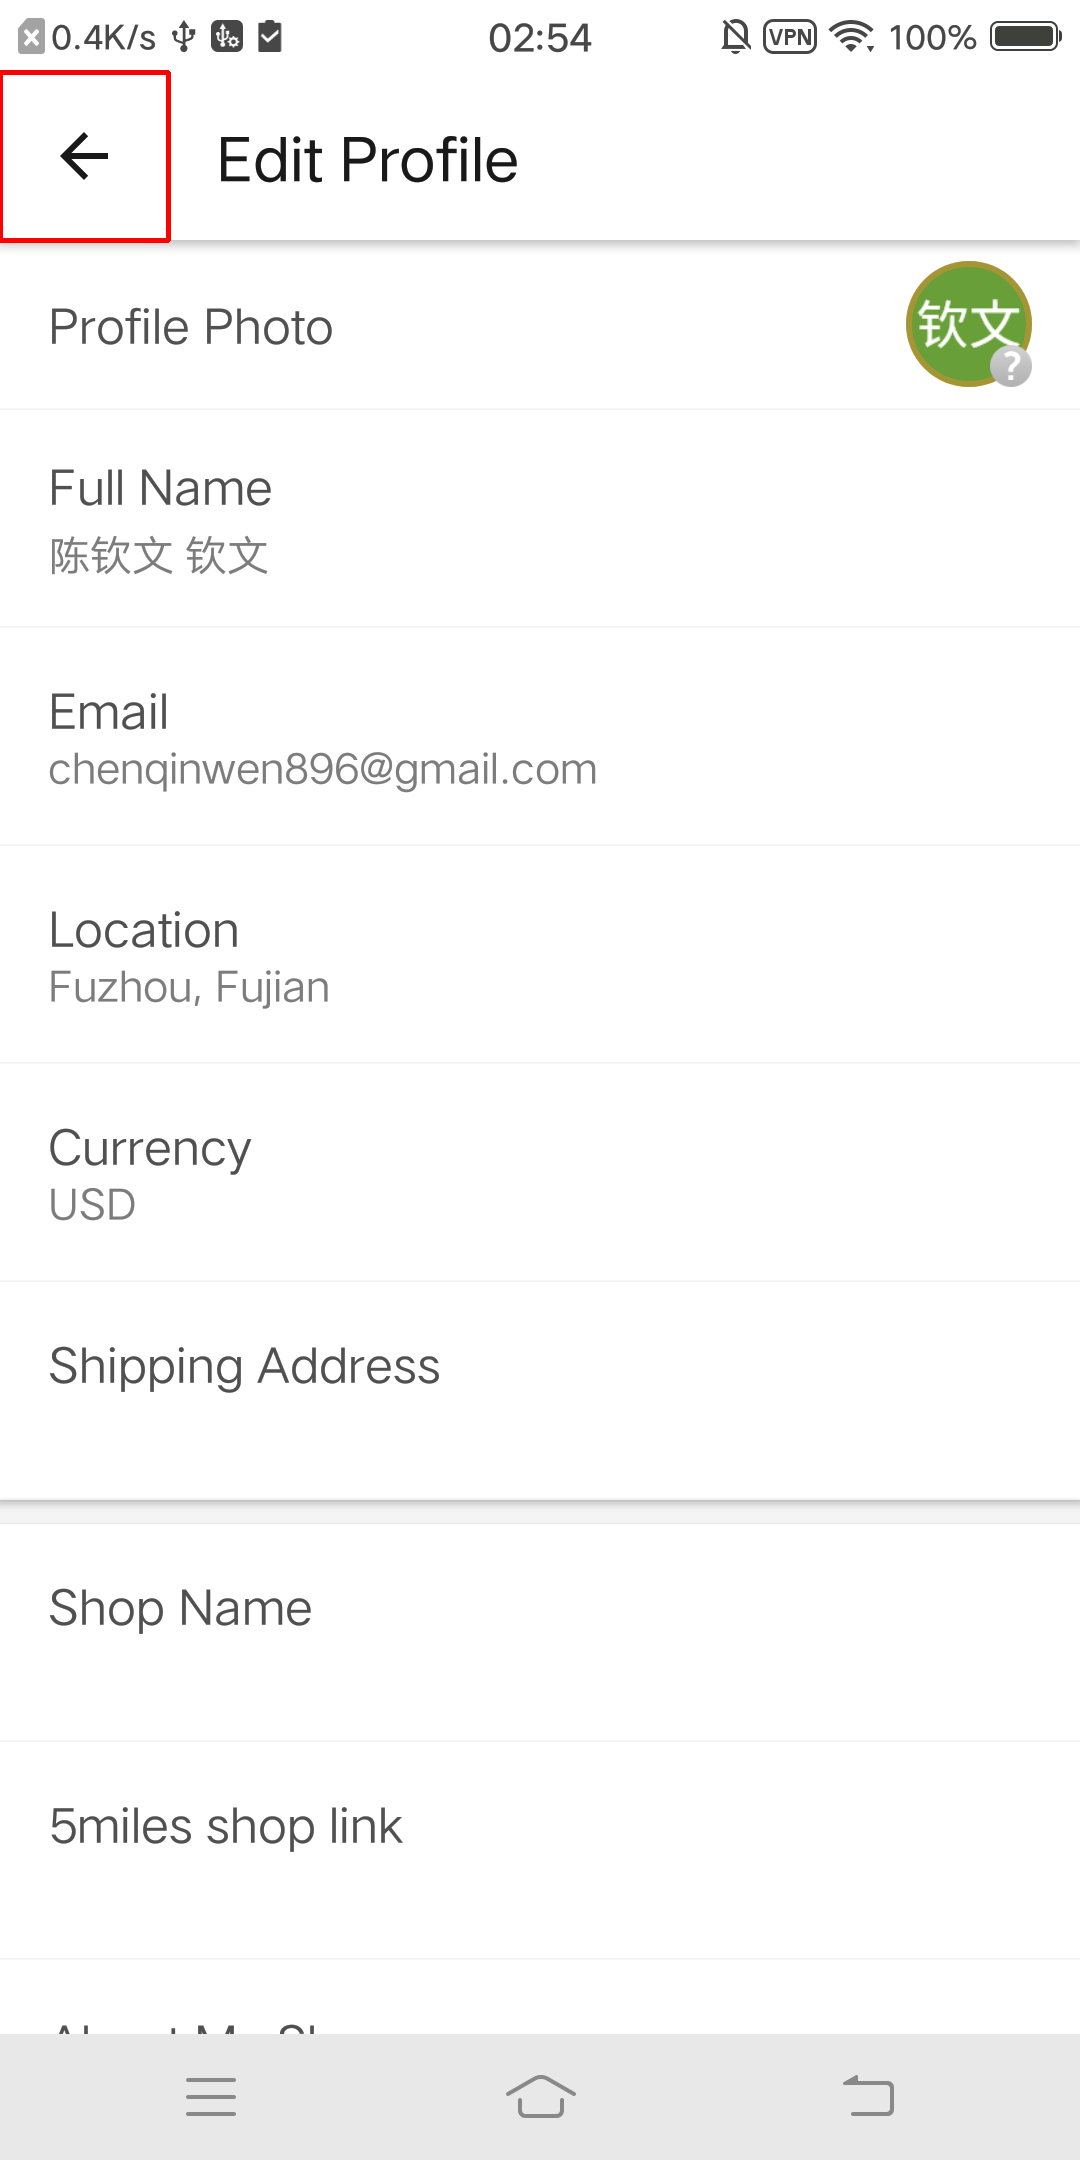 0.4K/s 02:54 VPN 100%
Edit Profile
Profile Photo
钦文
?
Full Name
陈钦文 钦文
Email
chenqinwen896@gmail.com
Location
Fuzhou, Fujian
Currency
USD
Shipping Address
Shop Name
5miles shop link